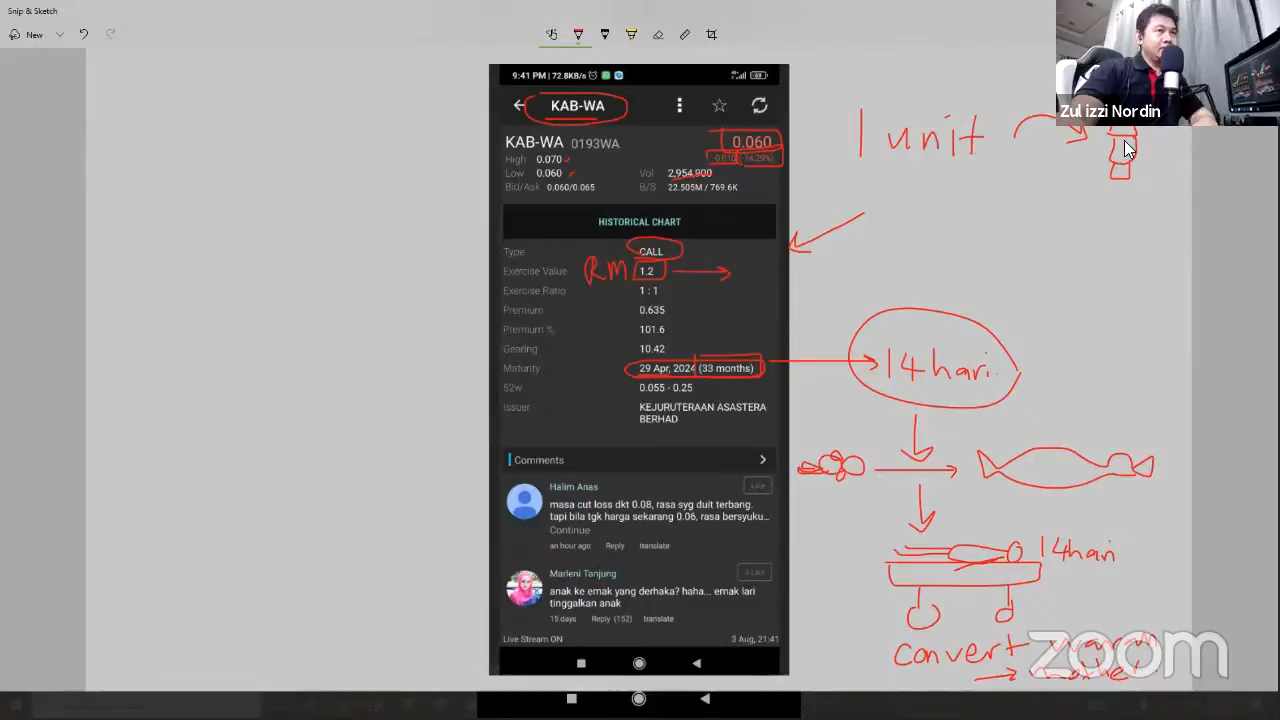 Snip & Sketch
New
Zul izzi Nordin
9:41 PM | 72.8KB/s
KAB-WA
KAB-WA 0193WA 0.060
-0.010 (-14.29%)
High 0.070
Low 0.060 Vol 2,954,900
Bid/Ask 0.060/0.065 B/S 22.505M / 769.6K
HISTORICAL CHART
Type CALL
Exercise Value RM 1.2
Exercise Ratio 1 : 1
Premium 0.635
Premium % 101.6
Gearing 10.42
Maturity 29 Apr, 2024 (33 months)
52w 0.055 - 0.25
Issuer KEJURUTERAAN ASASTERA
BERHAD
Comments
Halim Anas Like
masa cut loss dkt 0.08, rasa syg duit terbang.
tapi bila tgk harga sekarang 0.06, rasa bersyuku...
Continue
an hour ago Reply translate
Marleni Tanjung 4 Like
anak ke emak yang derhaka? haha... emak lari
tinggalkan anak
15 days Reply (152) translate
Live Stream ON 3 Aug, 21:41
1 unit
14 hari
14 hari
convert
zoom